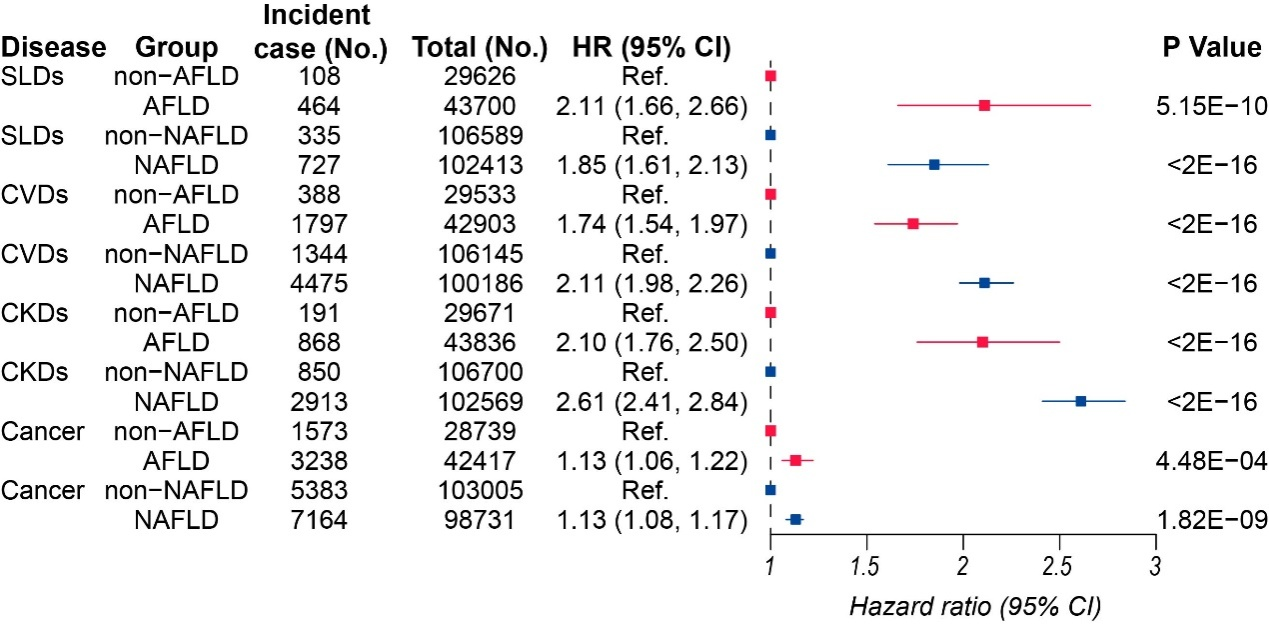 Disease Group Incident case (No.) Total (No.) HR (95% CI) P Value
SLDs non−AFLD 108 29626 Ref.
AFLD 464 43700 2.11 (1.66, 2.66) 5.15E−10
SLDs non−NAFLD 335 106589 Ref.
NAFLD 727 102413 1.85 (1.61, 2.13) <2E−16
CVDs non−AFLD 388 29533 Ref.
AFLD 1797 42903 1.74 (1.54, 1.97) <2E−16
CVDs non−NAFLD 1344 106145 Ref.
NAFLD 4475 100186 2.11 (1.98, 2.26) <2E−16
CKDs non−AFLD 191 29671 Ref.
AFLD 868 43836 2.10 (1.76, 2.50) <2E−16
CKDs non−NAFLD 850 106700 Ref.
NAFLD 2913 102569 2.61 (2.41, 2.84) <2E−16
Cancer non−AFLD 1573 28739 Ref.
AFLD 3238 42417 1.13 (1.06, 1.22) 4.48E−04
Cancer non−NAFLD 5383 103005 Ref.
NAFLD 7164 98731 1.13 (1.08, 1.17) 1.82E−09
1 1.5 2 2.5 3
Hazard ratio (95% CI)